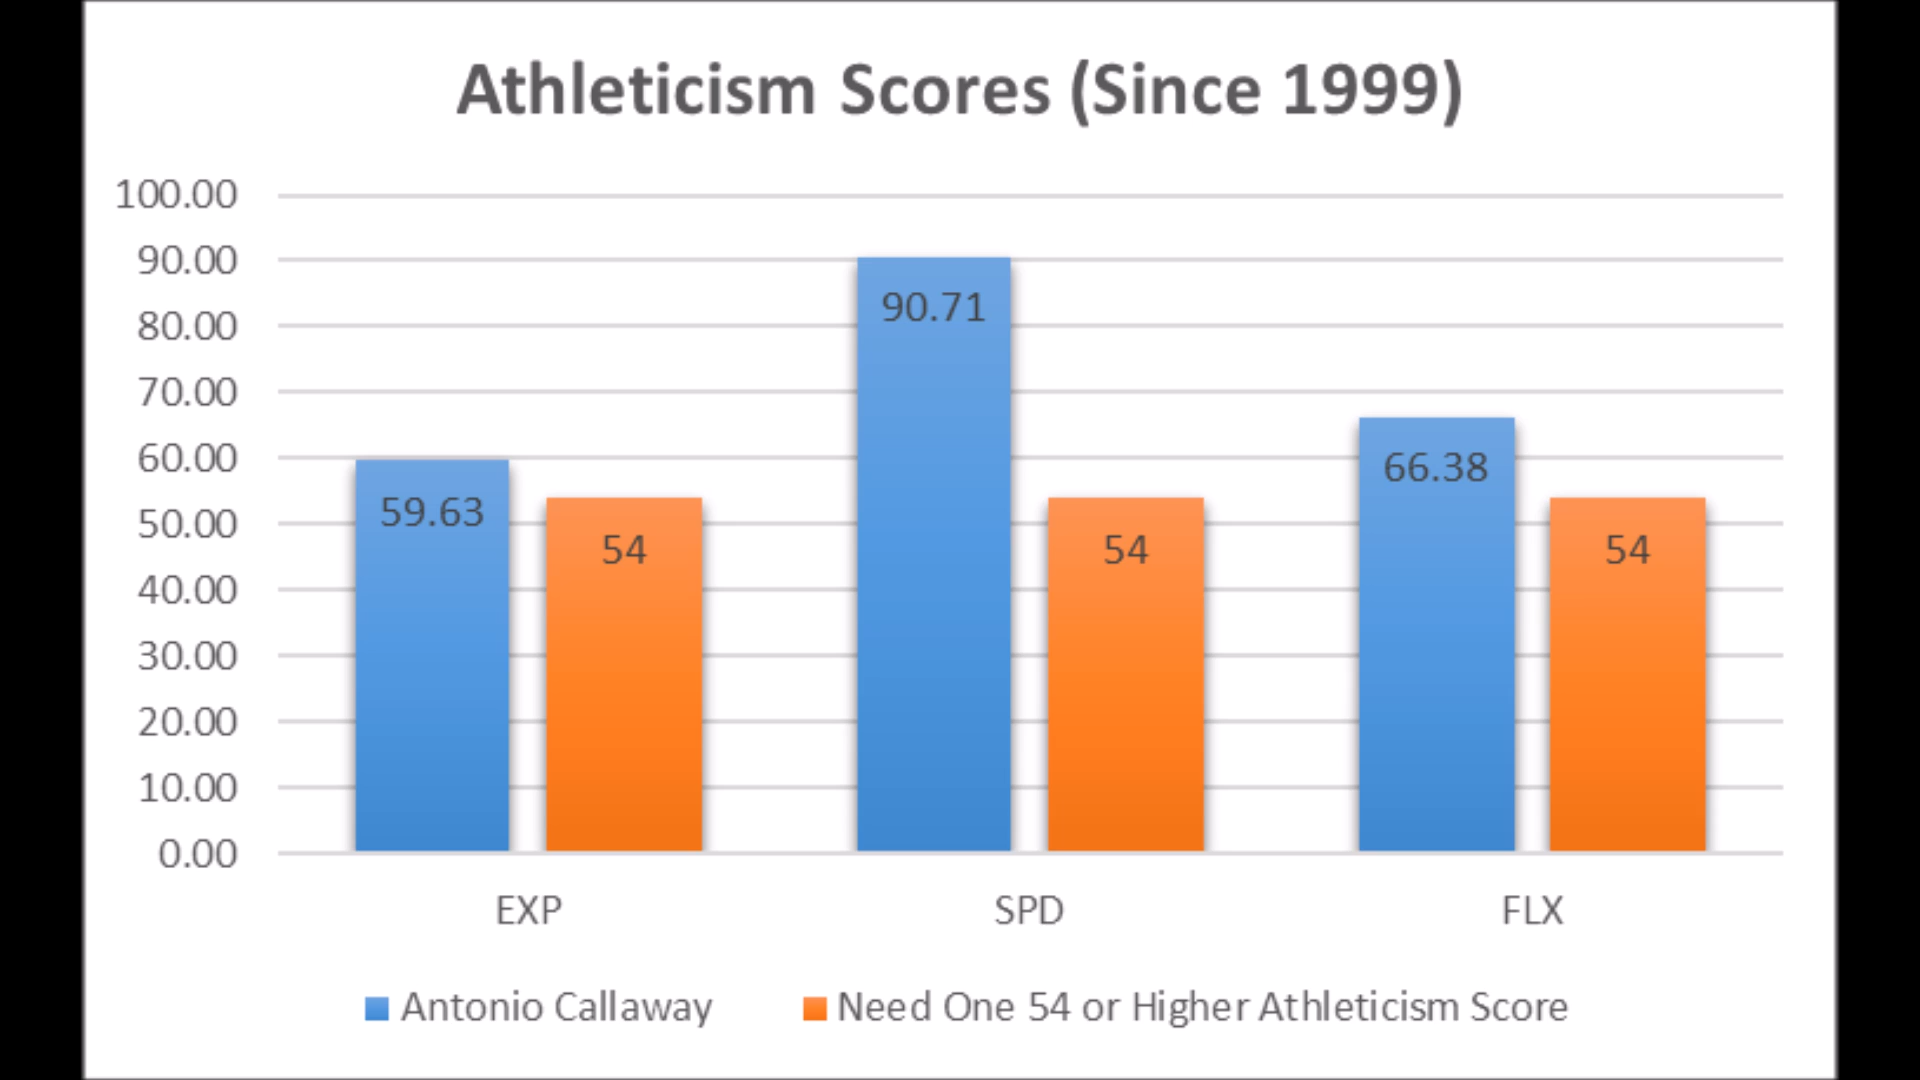 Athleticism Scores (Since 1999)
100.00
90.00
80.00
70.00
60.00
50.00
40.00
30.00
20.00
10.00
0.00
59.63
54
90.71
54
66.38
54
EXP
SPD
FLX
Antonio Callaway
Need One 54 or Higher Athleticism Score